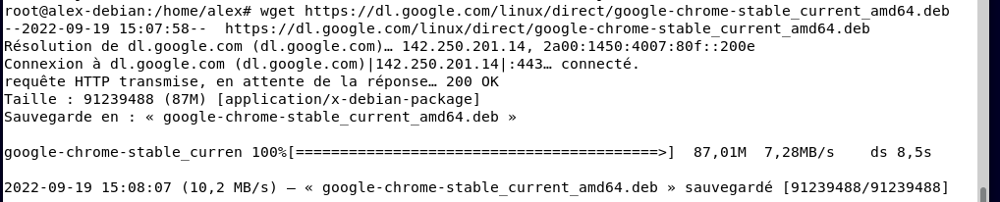 root@alex-debian:/home/alex# wget https://dl.google.com/linux/direct/google-chrome-stable_current_amd64.deb
--2022-09-19 15:07:58--  https://dl.google.com/linux/direct/google-chrome-stable_current_amd64.deb
Résolution de dl.google.com (dl.google.com)… 142.250.201.14, 2a00:1450:4007:80f::200e
Connexion à dl.google.com (dl.google.com)|142.250.201.14|:443… connecté.
requête HTTP transmise, en attente de la réponse… 200 OK
Taille : 91239488 (87M) [application/x-debian-package]
Sauvegarde en : « google-chrome-stable_current_amd64.deb »
google-chrome-stable_curren 100%[=========================================>]  87,01M  7,28MB/s    ds 8,5s
2022-09-19 15:08:07 (10,2 MB/s) — « google-chrome-stable_current_amd64.deb » sauvegardé [91239488/91239488]